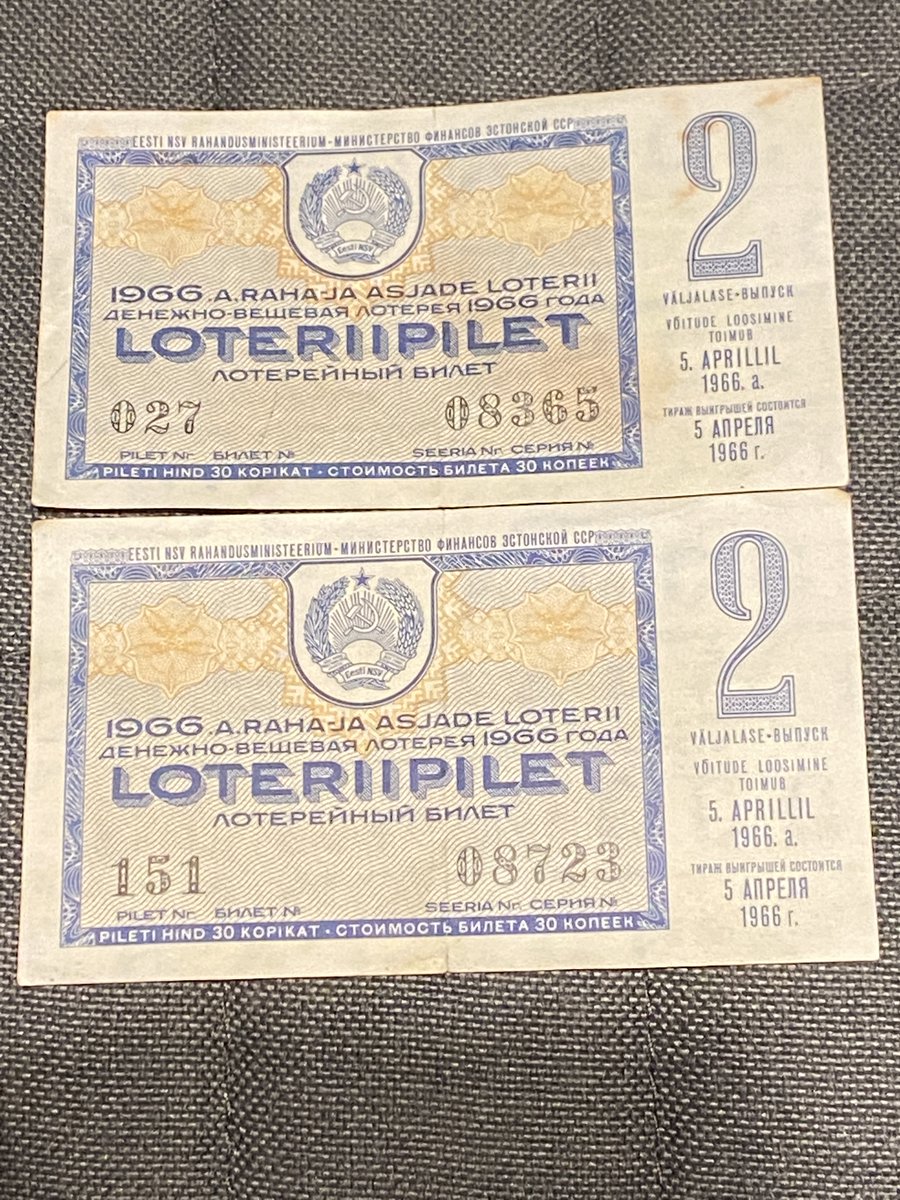 EESTI NSV RAHANDUSMINISTEERIUM-МИНИСТЕРСТВО ФИНАНСОВ ЭСТОНСКОЙ ССР
Eesti NSV
1966.A.RAHA-JA ASJADE LOTERII
ДЕНЕЖНО-ВЕЩЕВАЯ ЛОТЕРЕЯ 1966 ГОДА
LOTERIIPILET
ЛОТЕРЕЙНЫЙ БИЛЕТ
027 08365
PILET Nr. БИЛЕТ № SEERIA Nr. СЕРИЯ №
PILETI HIND 30 KOPIKAT - СТОИМОСТЬ БИЛЕТА 30 КОПЕЕК
2
VÄLJALASE-ВЫПУСК
VÕITUDE LOOSIMINE
TOIMUB
5. APRILLIL
1966. a.
ТИРАЖ ВЫИГРЫШЕЙ СОСТОИТСЯ
5 АПРЕЛЯ
1966 г.
EESTI NSV RAHANDUSMINISTEERIUM-МИНИСТЕРСТВО ФИНАНСОВ ЭСТОНСКОЙ ССР
Eesti NSV
1966.A.RAHA-JA ASJADE LOTERII
ДЕНЕЖНО-ВЕЩЕВАЯ ЛОТЕРЕЯ 1966 ГОДА
LOTERIIPILET
ЛОТЕРЕЙНЫЙ БИЛЕТ
151 08723
PILET Nr. БИЛЕТ № SEERIA Nr. СЕРИЯ №
PILETI HIND 30 KOPIKAT - СТОИМОСТЬ БИЛЕТА 30 КОПЕЕК
2
VÄLJALASE-ВЫПУСК
VÕITUDE LOOSIMINE
TOIMUB
5. APRILLIL
1966. a.
ТИРАЖ ВЫИГРЫШЕЙ СОСТОИТСЯ
5 АПРЕЛЯ
1966 г.